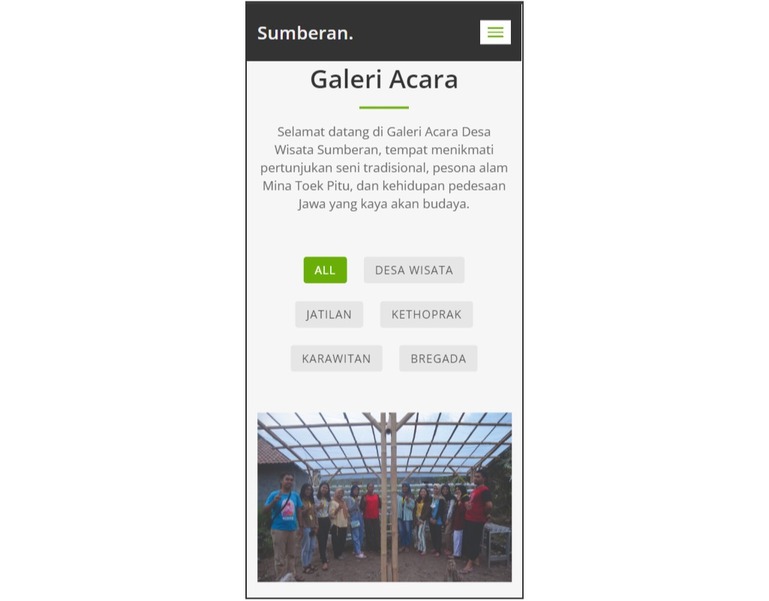 Sumberan.
Galeri Acara
Selamat datang di Galeri Acara Desa
Wisata Sumberan, tempat menikmati
pertunjukan seni tradisional, pesona alam
Mina Toek Pitu, dan kehidupan pedesaan
Jawa yang kaya akan budaya.
ALL
DESA WISATA
JATILAN
KETHOPRAK
KARAWITAN
BREGADA